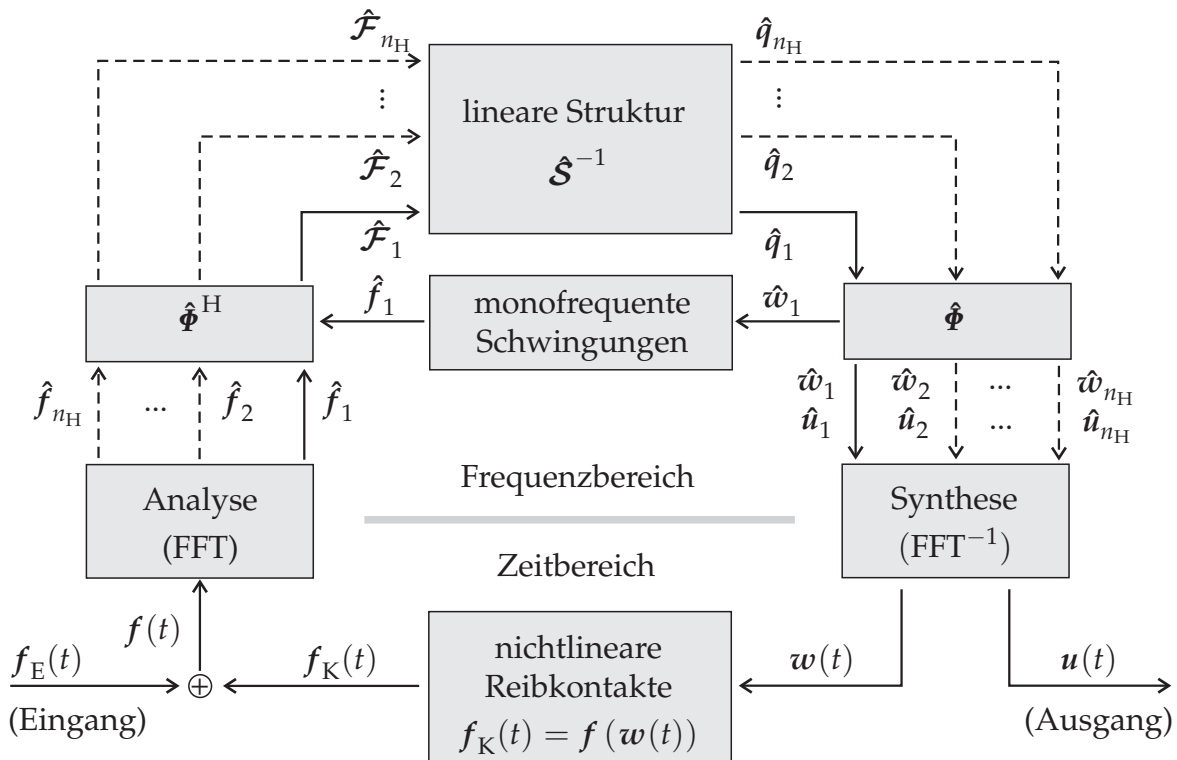 𝓕̂_{n_H}
q̂_{n_H}
⋮
lineare Struktur
⋮
𝓕̂_2
𝓢̂^{−1}
q̂_2
𝓕̂_1
q̂_1
Φ̂^H
f̂_1
monofrequente
Schwingungen
ŵ_1
Φ̂
f̂_{n_H}
...
f̂_2
f̂_1
ŵ_1 ŵ_2 ... ŵ_{n_H}
û_1 û_2 ... û_{n_H}
Analyse
(FFT)
Frequenzbereich
Zeitbereich
Synthese
(FFT^{−1})
f(t)
f_E(t)
(Eingang)
⊕
f_K(t)
nichtlineare
Reibkontakte
f_K(t) = f (w(t))
w(t)
u(t)
(Ausgang)